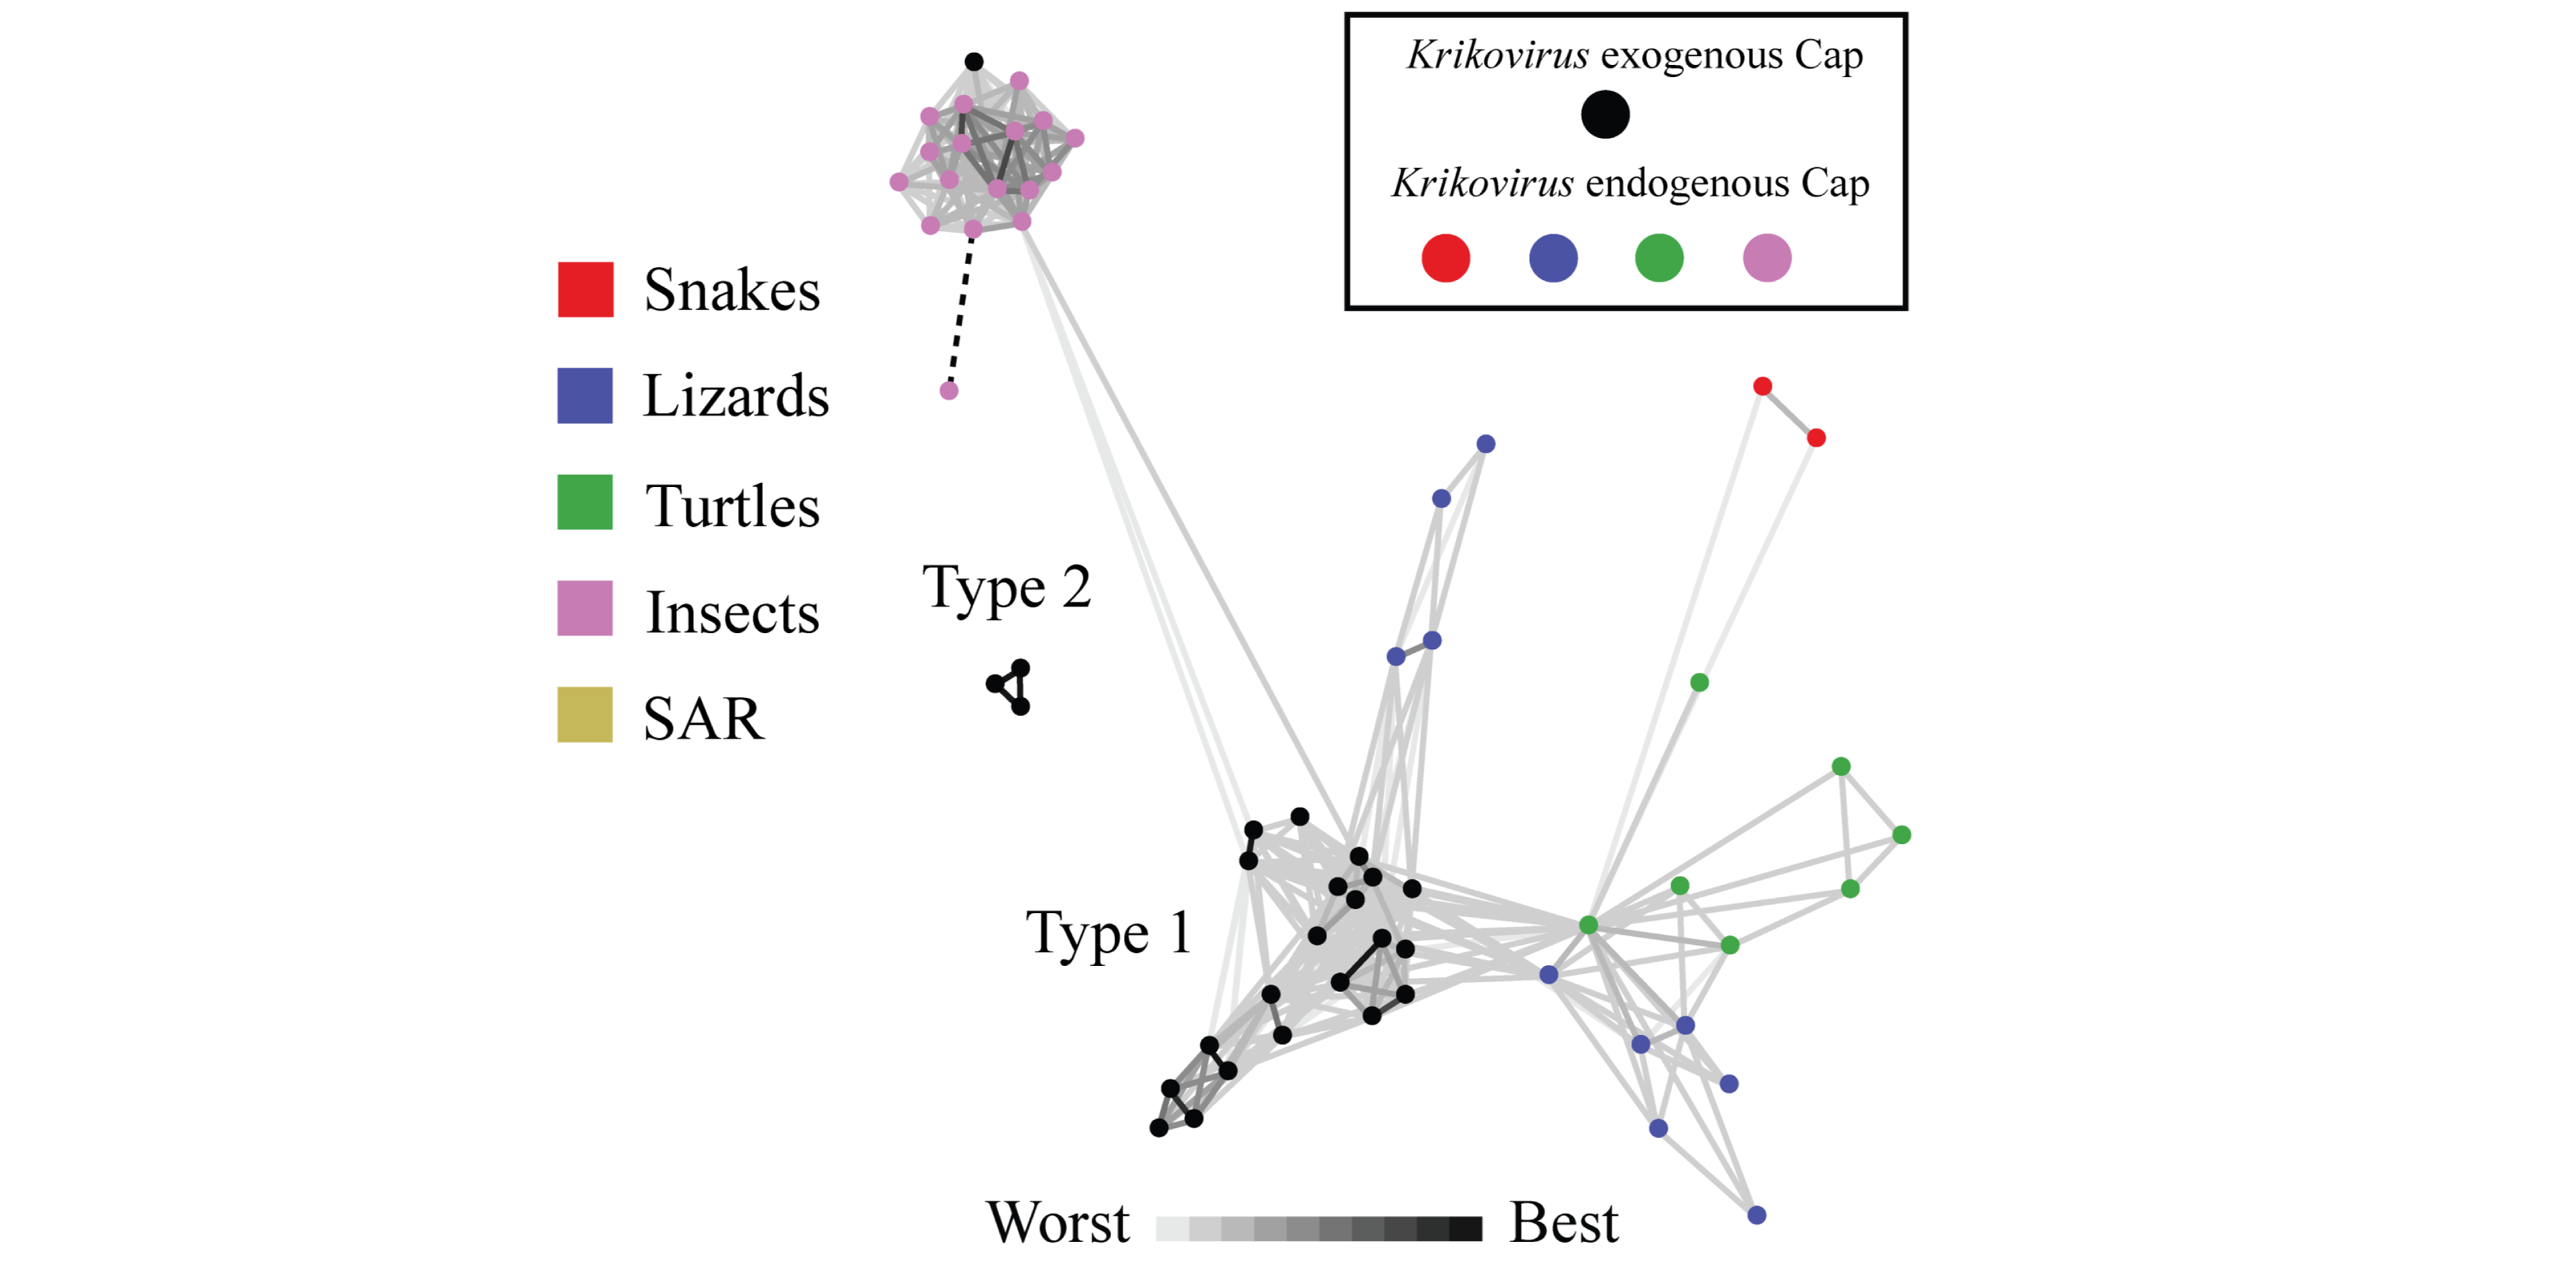 Krikovirus exogenous Cap
Krikovirus endogenous Cap
Snakes
Lizards
Turtles
Insects
SAR
Type 2
Type 1
Worst
Best